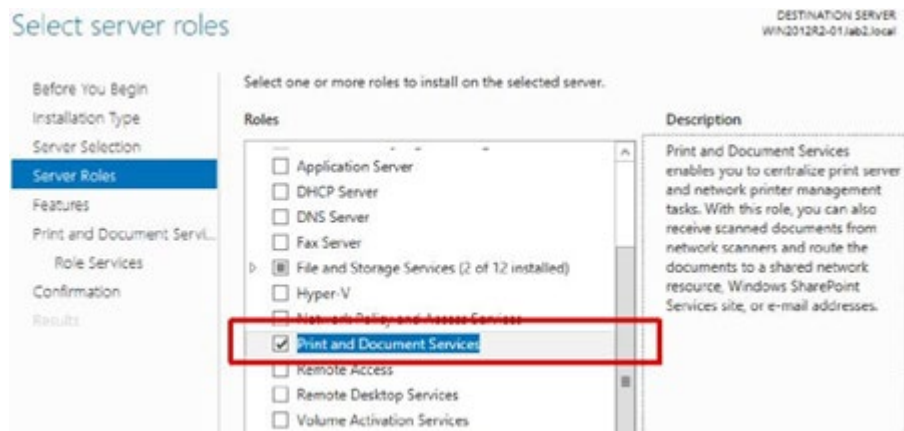 Select server roles
DESTINATION SERVER
WIN2012R2-01.lab2.local
Before You Begin
Installation Type
Server Selection
Server Roles
Features
Print and Document Servi...
Role Services
Confirmation
Results
Select one or more roles to install on the selected server.
Roles
Application Server
DHCP Server
DNS Server
Fax Server
File and Storage Services (2 of 12 installed)
Hyper-V
Network Policy and Access Services
Print and Document Services
Remote Access
Remote Desktop Services
Volume Activation Services
Description
Print and Document Services
enables you to centralize print server
and network printer management
tasks. With this role, you can also
receive scanned documents from
network scanners and route the
documents to a shared network
resource, Windows SharePoint
Services site, or e-mail addresses.